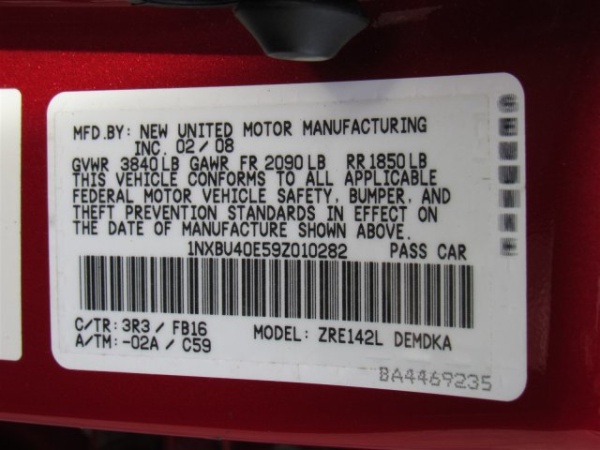 MFD.BY: NEW UNITED MOTOR MANUFACTURING
INC. 02/08
GVWR 3840LB GAWR FR 2090LB RR1850LB
THIS VEHICLE CONFORMS TO ALL APPLICABLE
FEDERAL MOTOR VEHICLE SAFETY, BUMPER, AND
THEFT PREVENTION STANDARDS IN EFFECT ON
THE DATE OF MANUFACTURE SHOWN ABOVE.
1NXBU40E59Z010282 PASS CAR
C/TR: 3R3 / FB16 MODEL: ZRE142L DEMDKA
A/TM: -02A / C59
BA4469235